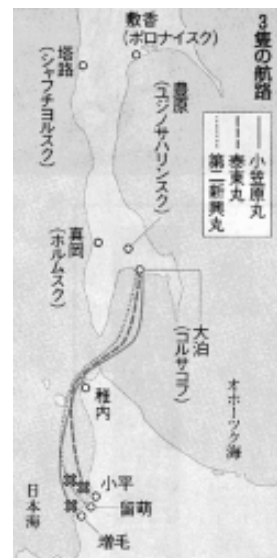 3隻の航路
小笠原丸
泰東丸
第二新興丸
敷香
(ポロナイスク)
塔路
(シャフチョルスク)
豊原
(ユジノサハリンスク)
真岡
(ホルムスク)
大泊
(コルサコフ)
オホーツク海
稚内
小平
留萌
増毛
日本海